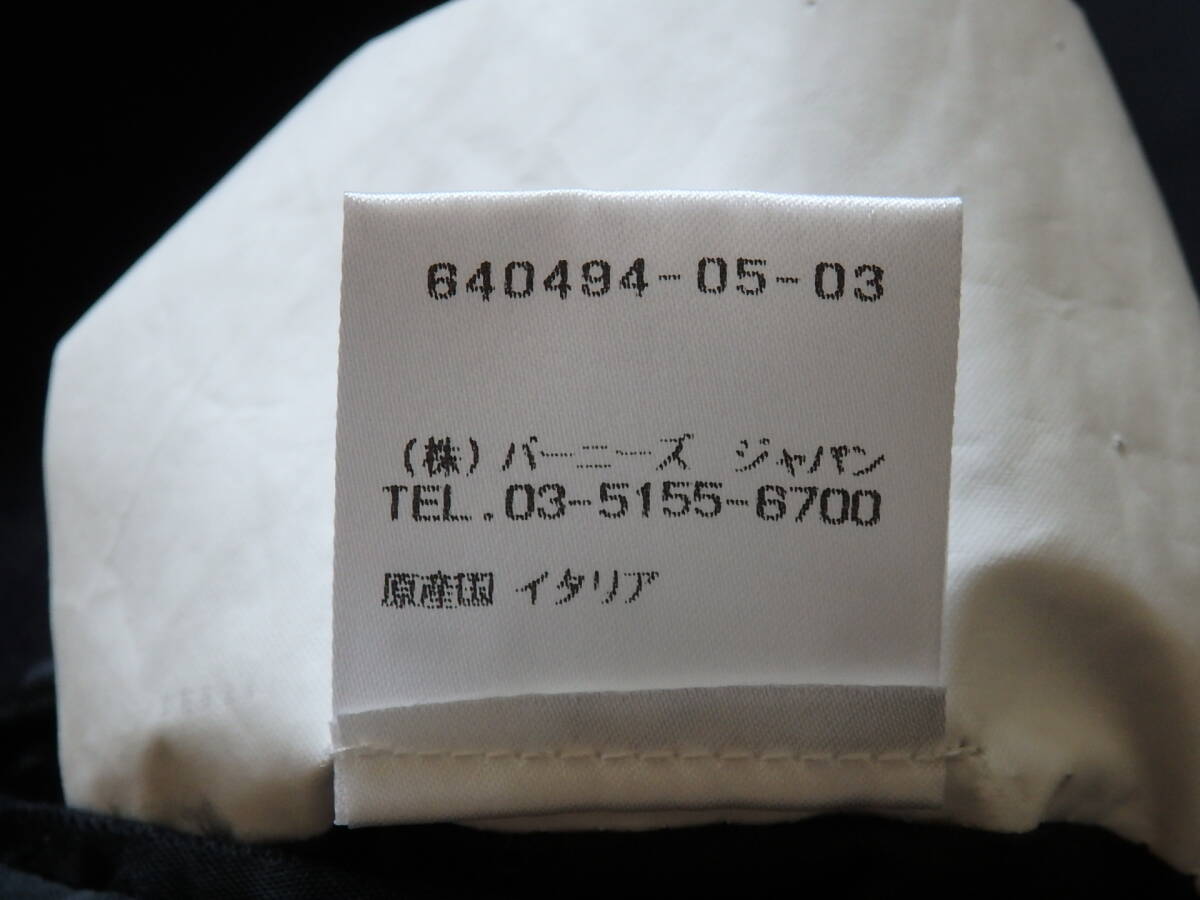 640494-05-03
(株) バーニーズ ジャパン
TEL.03-5155-6700
原産国 イタリア